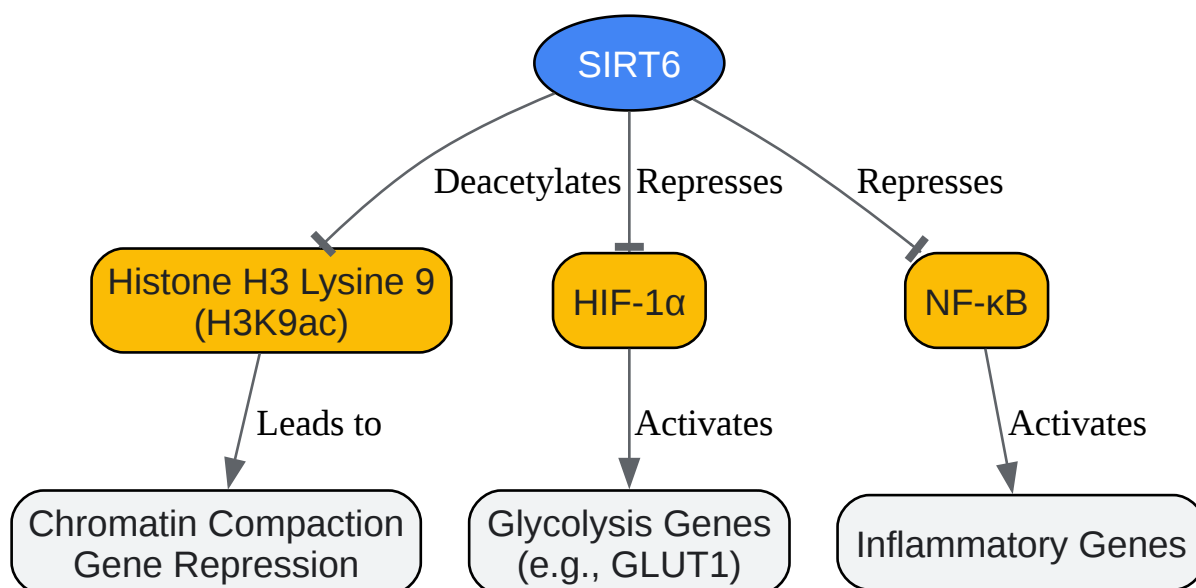 SIRT6
Deacetylates
Represses
Represses
Histone H3 Lysine 9
(H3K9ac)
HIF-1α
NF-κB
Leads to
Activates
Activates
Chromatin Compaction
Gene Repression
Glycolysis Genes
(e.g., GLUT1)
Inflammatory Genes